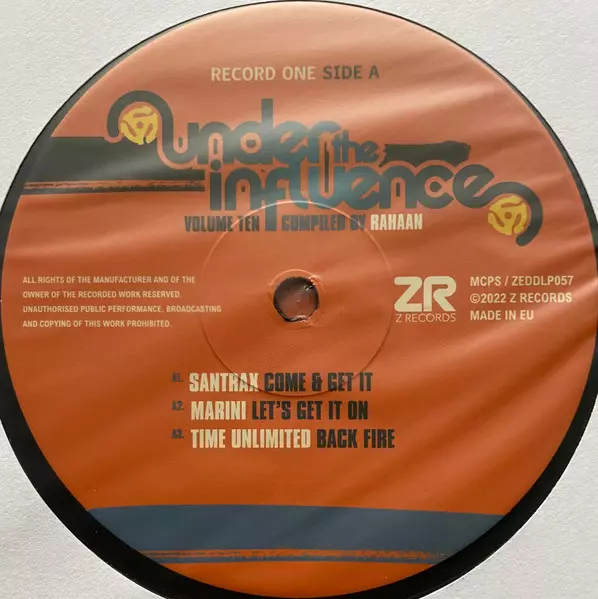 RECORD ONE SIDE A
under the
influence
VOLUME TEN COMPILED BY RAHAAN
ALL RIGHTS OF THE MANUFACTURER AND OF THE
OWNER OF THE RECORDED WORK RESERVED.
UNAUTHORISED PUBLIC PERFORMANCE, BROADCASTING
AND COPYING OF THIS WORK PROHIBITED.
ZR
Z RECORDS
MCPS / ZEDDLP057
©2022 Z RECORDS
MADE IN EU
A1. SANTRAX COME & GET IT
A2. MARINI LET'S GET IT ON
A3. TIME UNLIMITED BACK FIRE